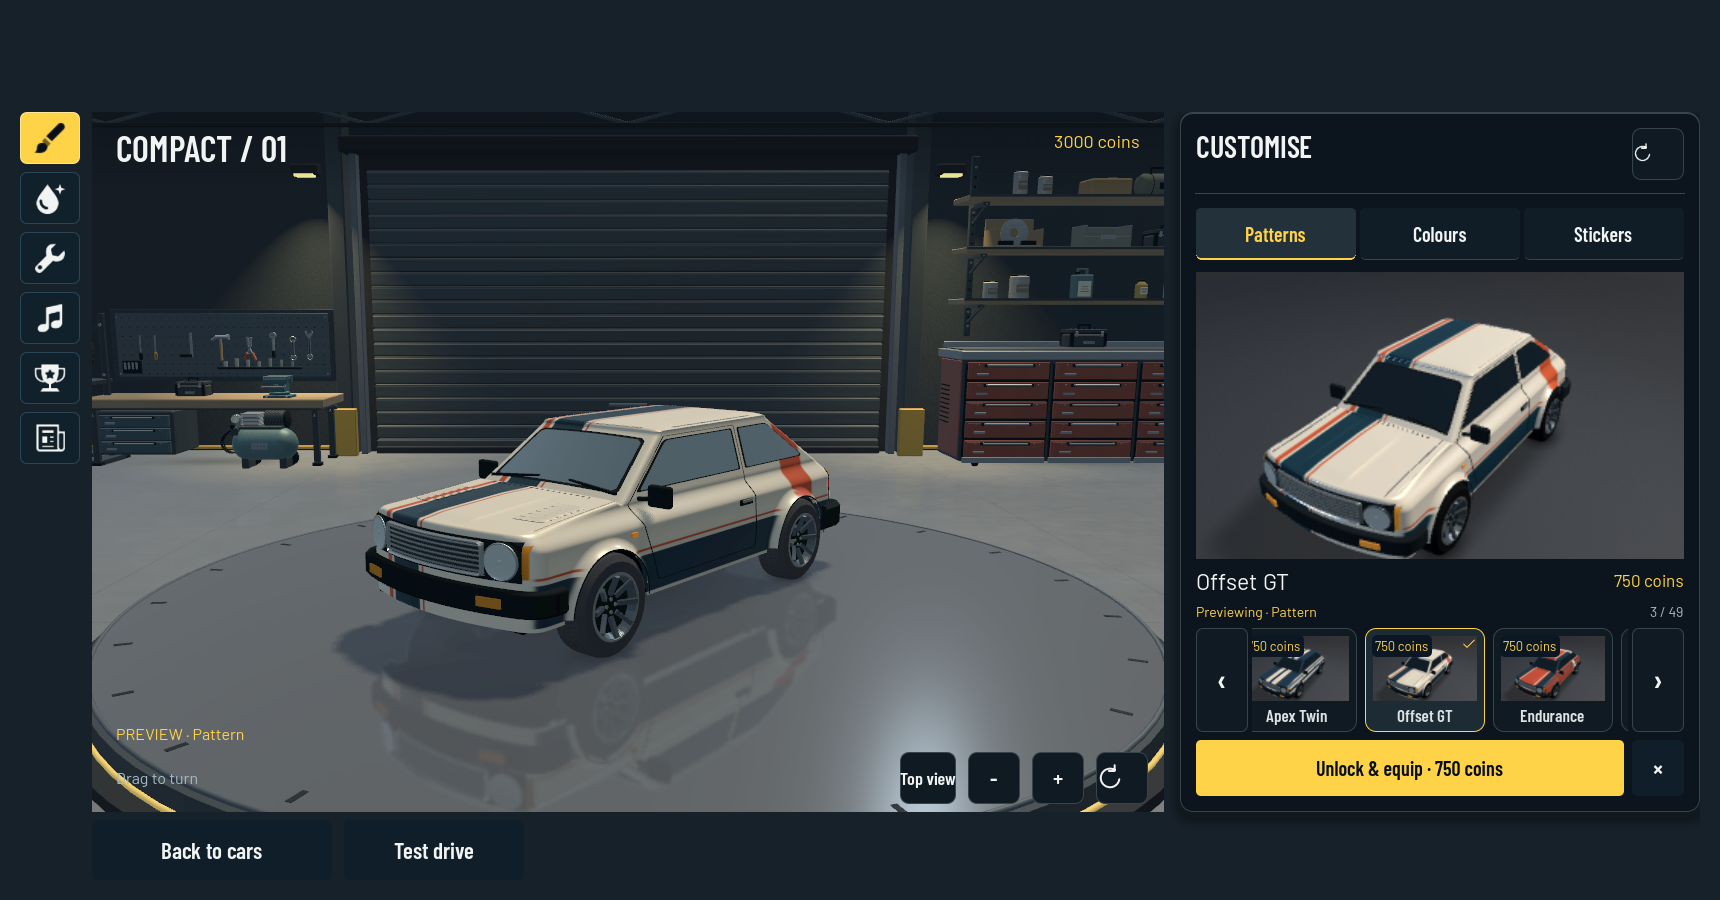 COMPACT / 01
3000 coins
CUSTOMISE
Patterns
Colours
Stickers
Offset GT
750 coins
Previewing · Pattern
3 / 49
750 coins
Apex Twin
750 coins
Offset GT
750 coins
Endurance
PREVIEW · Pattern
Drag to turn
Top view
-
+
Unlock & equip · 750 coins
×
Back to cars
Test drive